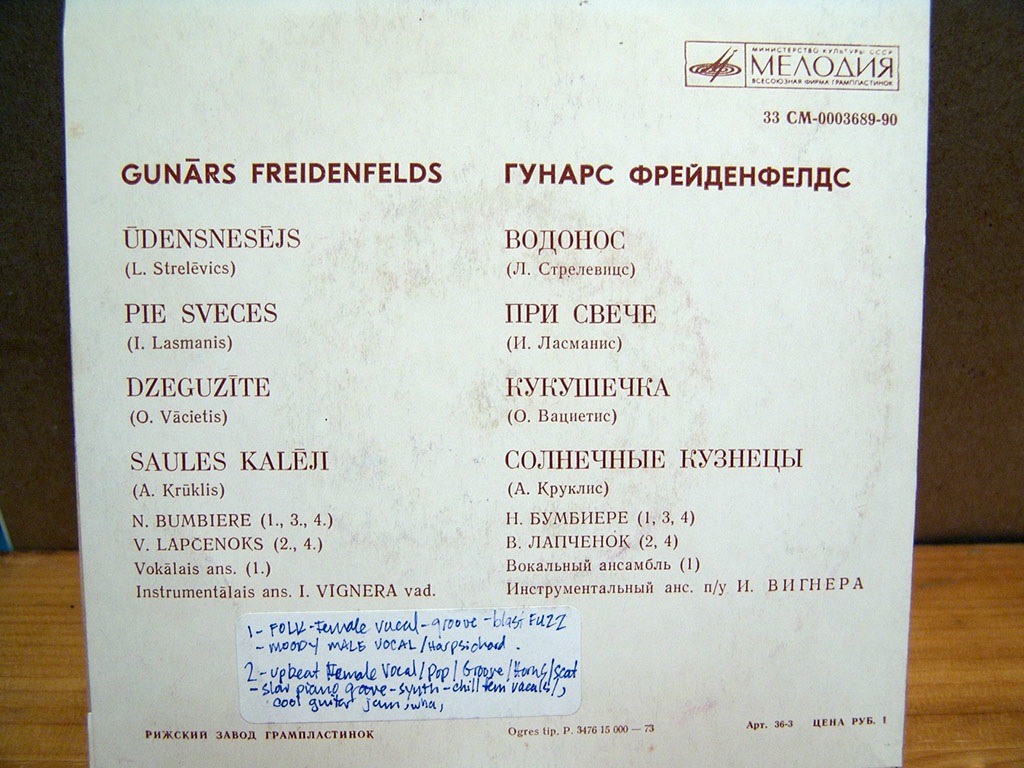 МИНИСТЕРСТВО КУЛЬТУРЫ СССР
МЕЛОДИЯ
ВСЕСОЮЗНАЯ ФИРМА ГРАМПЛАСТИНОК
33 СМ-0003689-90
GUNĀRS FREIDENFELDS
ŪDENSNESĒJS
(L. Strelēvics)
PIE SVECES
(I. Lasmanis)
DZEGUZĪTE
(O. Vācietis)
SAULES KALĒJI
(A. Krūklis)
N. BUMBIERE (1., 3., 4.)
V. LAPČENOKS (2., 4.)
Vokālais ans. (1.)
Instrumentālais ans. I. VIGNERA vad.
ГУНАРС ФРЕЙДЕНФЕЛДС
ВОДОНОС
(Л. Стрелевицс)
ПРИ СВЕЧЕ
(И. Ласманис)
КУКУШЕЧКА
(О. Вациетис)
СОЛНЕЧНЫЕ КУЗНЕЦЫ
(А. Круклис)
Н. БУМБИЕРЕ (1, 3, 4)
В. ЛАПЧЕНОК (2, 4)
Вокальный ансамбль (1)
Инструментальный анс. п/у И. ВИГНЕРА
1- FOLK-Female vocal-groove-blast FUZZ
- MOODY MALE VOCAL/Harpsichord.
2-upbeat Female Vocal/Pop/Groove/Horns/Scat
- slow piano groove-synth-chill fem vocals/,
cool guitar jam, wha,
РИЖСКИЙ ЗАВОД ГРАМПЛАСТИНОК
Ogres tip. P. 3476 15 000 — 73
Арт. 36-3 ЦЕНА РУБ. 1